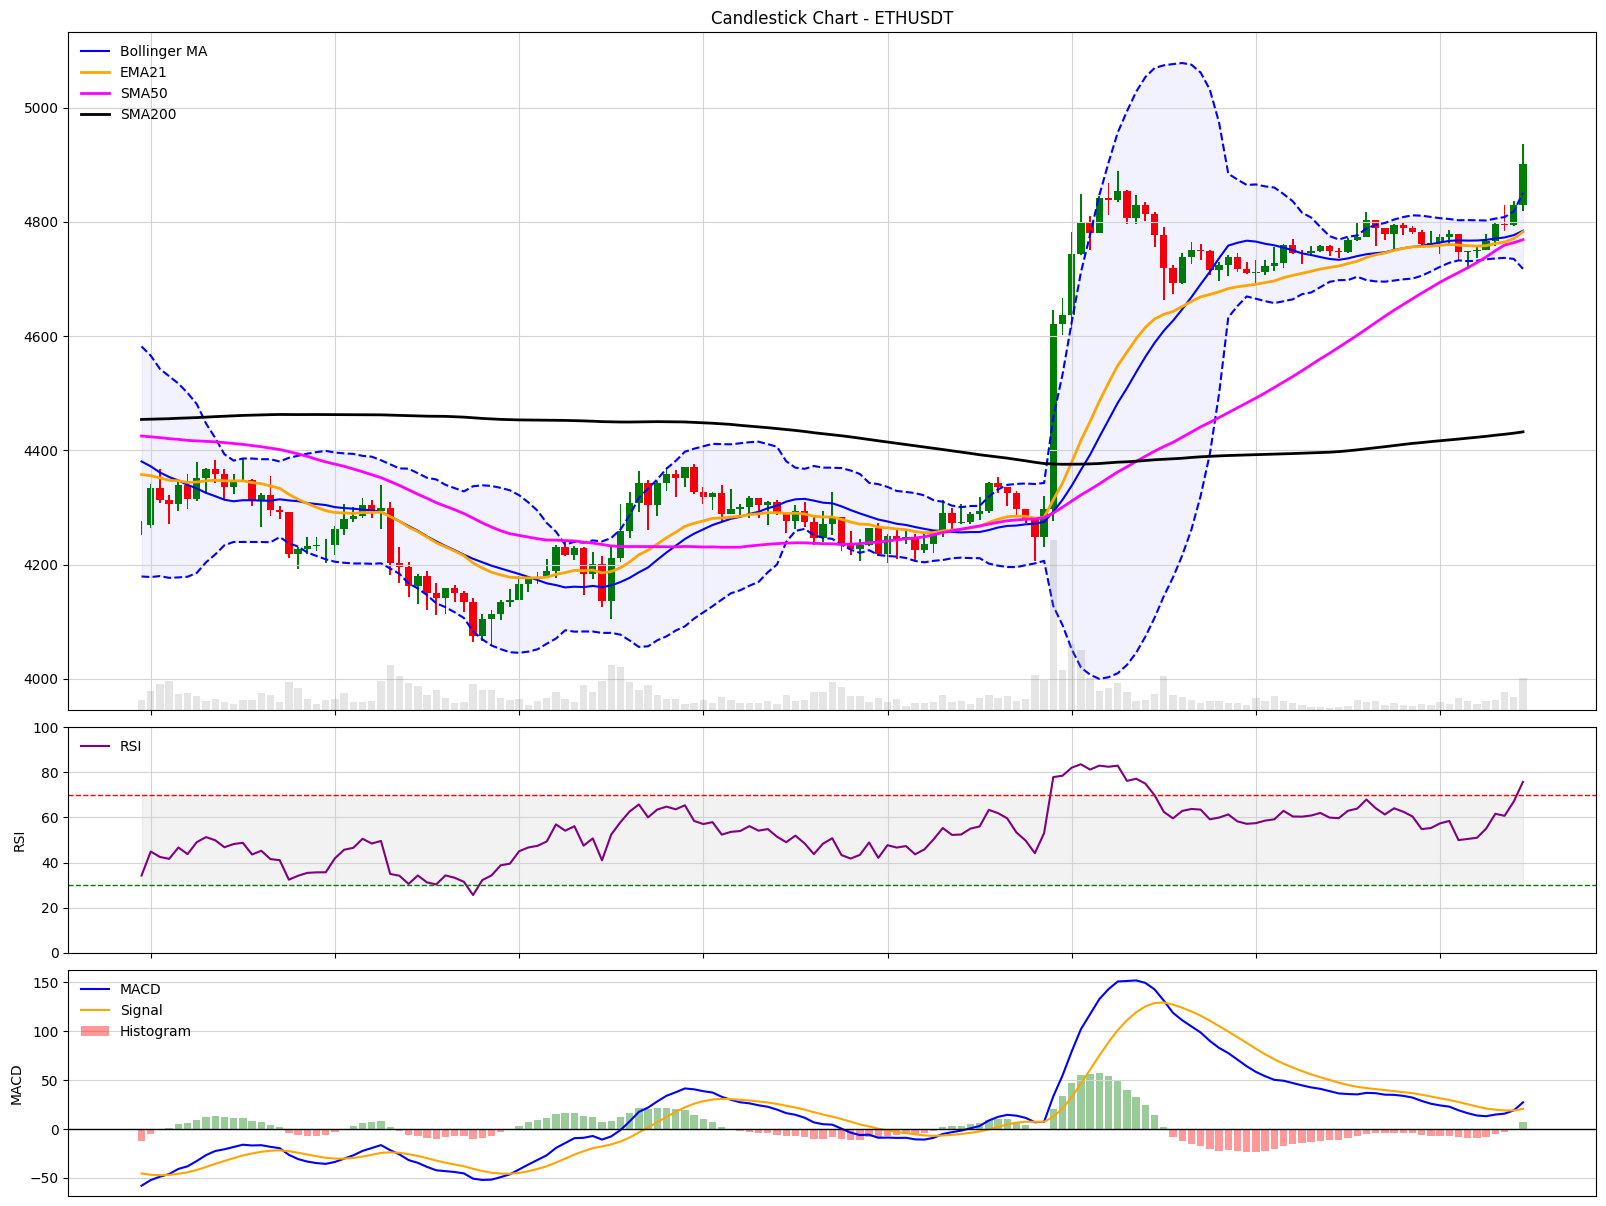 Candlestick Chart - ETHUSDT
Bollinger MA
EMA21
SMA50
SMA200
5000
4800
4600
4400
4200
4000
RSI
100
80
60
40
20
0
RSI
MACD
Signal
Histogram
150
100
50
0
−50
MACD